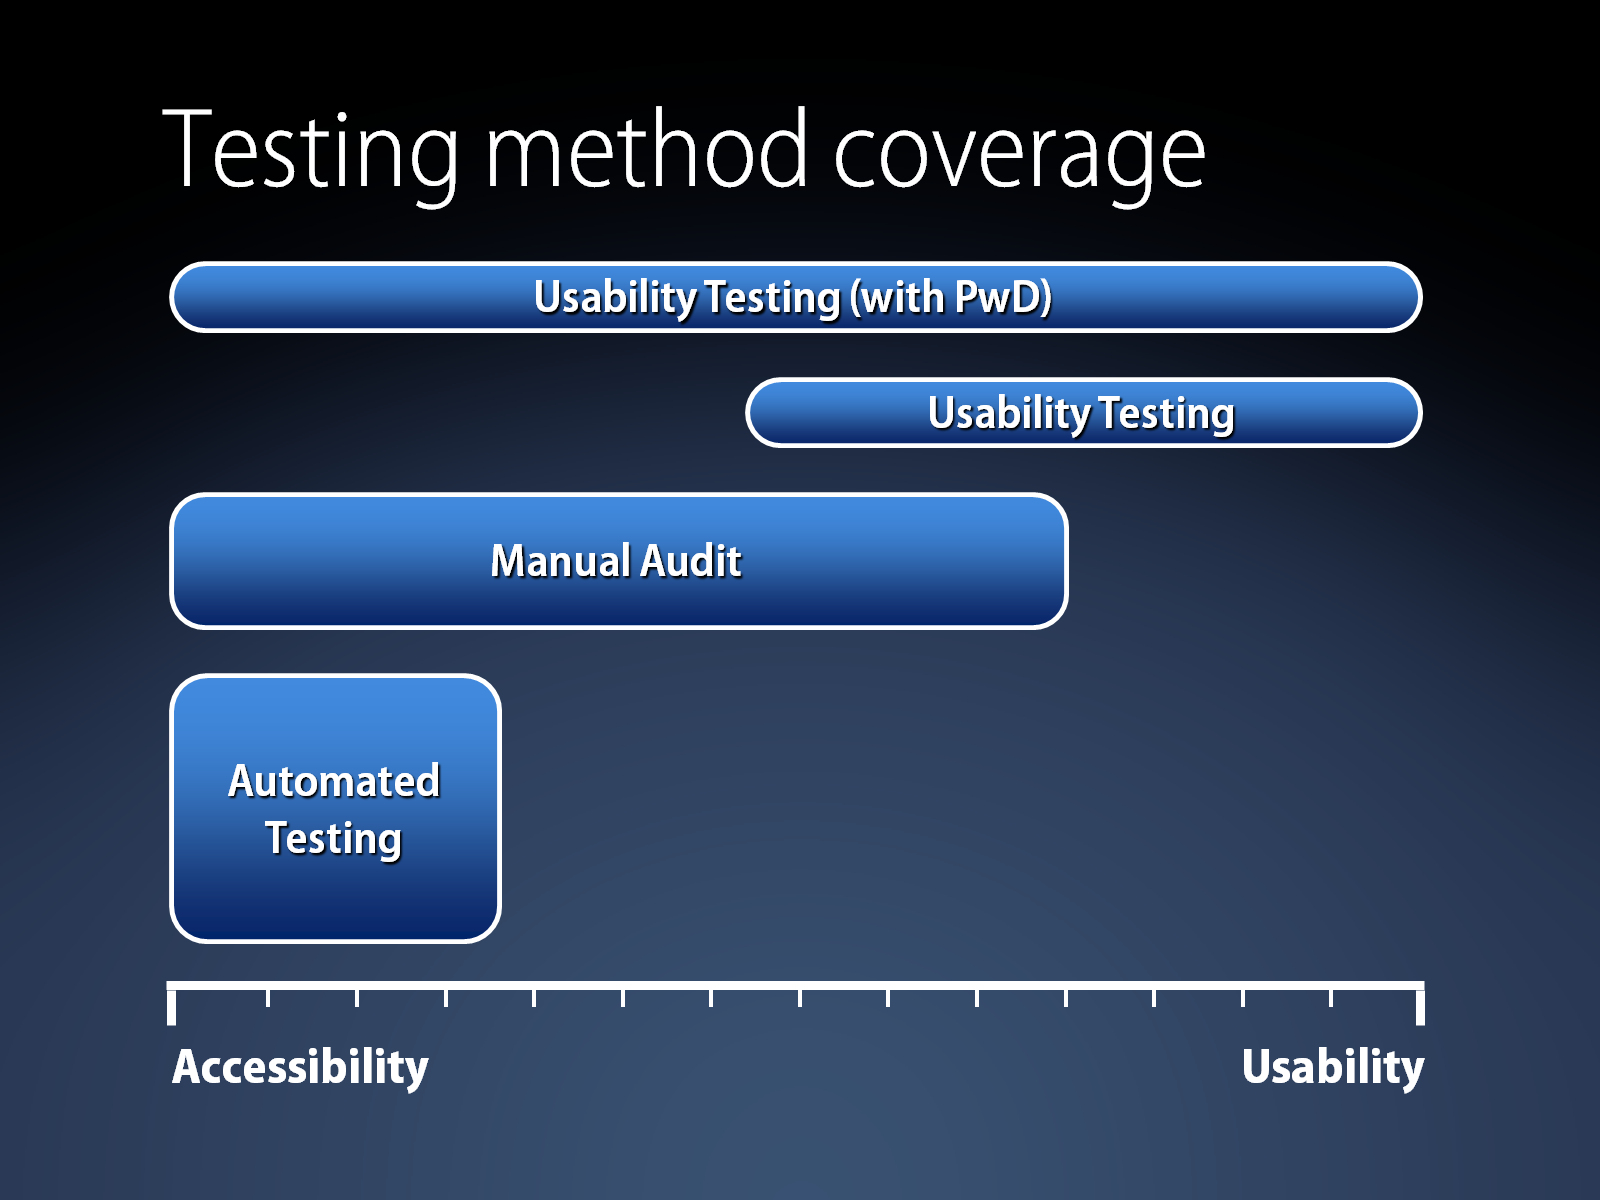 Testing method coverage
Usability Testing (with PwD)
Usability Testing
Manual Audit
Automated
Testing
Accessibility
Usability